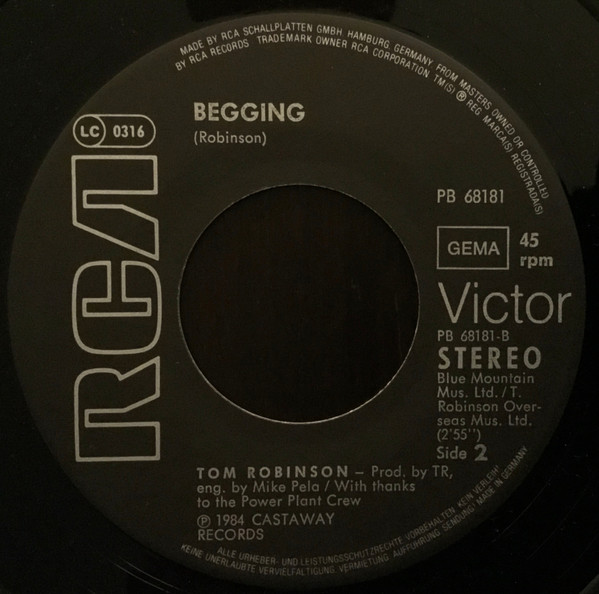 MADE BY RCA SCHALLPLATTEN GMBH HAMBURG GERMANY FROM MASTERS OWNED OR CONTROLLED
BY RCA RECORDS TRADEMARK OWNER RCA CORPORATION TM(S) ® REG. MARCA(S) REGISTRADA(S)
BEGGiNG
(Robinson)
LC 0316
RCA
PB 68181
GEMA
45
rpm
Victor
PB 68181-B
STEREO
Blue Mountain
Mus. Ltd./T.
Robinson Over-
seas Mus. Ltd.
(2'55'')
Side 2
TOM ROBINSON – Prod. by TR,
eng. by Mike Pela / With thanks
to the Power Plant Crew
℗ 1984 CASTAWAY
RECORDS
ALLE URHEBER- UND LEISTUNGSSCHUTZRECHTE VORBEHALTEN KEIN VERLEIH
KEINE UNERLAUBTE VERVIELFÄLTIGUNG, VERMIETUNG, AUFFÜHRUNG, SENDUNG! MADE IN GERMANY